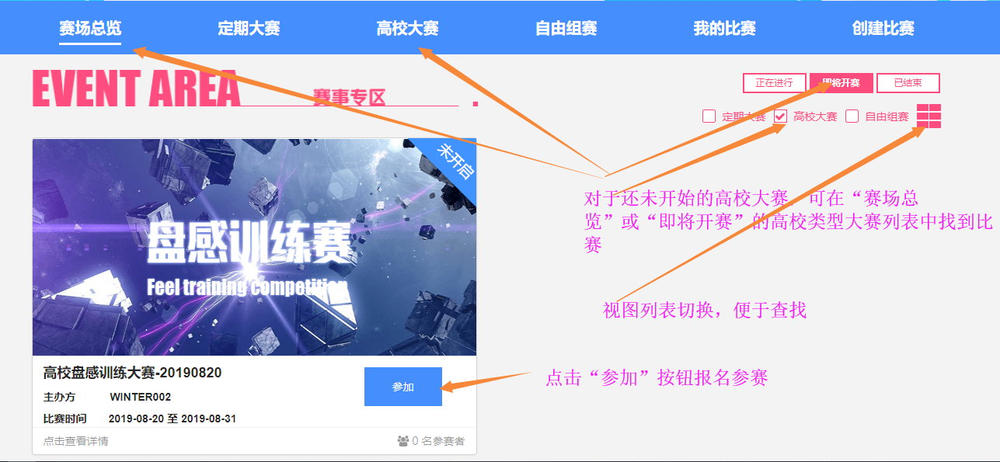 赛场总览 定期大赛 高校大赛 自由组赛 我的比赛 创建比赛
EVENT AREA 赛事专区
正在进行 即将开赛 已结束
定期大赛 高校大赛 自由组赛
未开启
对于还未开始的高校大赛，可在“赛场总
览”或“即将开赛”的高校类型大赛列表中找到比
赛
盘感训练赛
Feel training competition
视图列表切换，便于查找
高校盘感训练大赛-20190820
参加
点击“参加”按钮报名参赛
主办方 WINTER002
比赛时间 2019-08-20 至 2019-08-31
点击查看详情 0 名参赛者